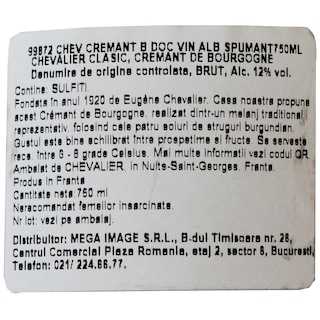 99872 CHEV CREMANT B DOC VIN ALB SPUMANT750ML
CHEVALIER CLASIC, CREMANT DE BOURGOGNE
Denumire de origine controlata, BRUT, Alc. 12% vol.
Contine: SULFITI.
Fondata in anul 1920 de Eugène Chevalier, Casa noastra propune
acest Crémant de Bourgogne, realizat dintr-un melanj traditional,
reprezentativ, folosind cele patru soiuri de struguri burgundian.
Gustul este bine echilibrat intre prospetime si fructe. Se serveste
rece, intre 6 - 8 grade Celsius. Mai multe informatii vezi codul QR.
Ambalat de CHEVALIER, in Nuits-Saint-Georges, Franta.
Produs in Franta
Cantitate neta:750 ml
Nerecomandat femeilor insarcinate.
Nr lot: vezi pe ambalaj.
Distribuitor: MEGA IMAGE S.R.L., B-dul Timisoara nr. 26,
Centrul Comercial Plaza Romania, etaj 2, sector 6, Bucuresti,
Telefon: 021/ 224.66.77.